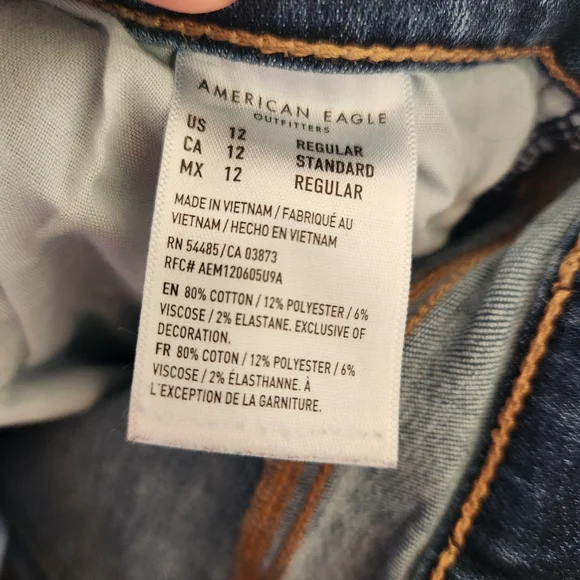 AMERICAN EAGLE
OUTFITTERS
US 12 REGULAR
CA 12 STANDARD
MX 12 REGULAR
MADE IN VIETNAM / FABRIQUÉ AU
VIETNAM / HECHO EN VIETNAM
RN 54485 / CA 03873
RFC# AEM120605U9A
EN 80% COTTON / 12% POLYESTER / 6%
VISCOSE / 2% ELASTANE. EXCLUSIVE OF
DECORATION.
FR 80% COTON / 12% POLYESTER / 6%
VISCOSE / 2% ÉLASTHANNE. À
L'EXCEPTION DE LA GARNITURE.